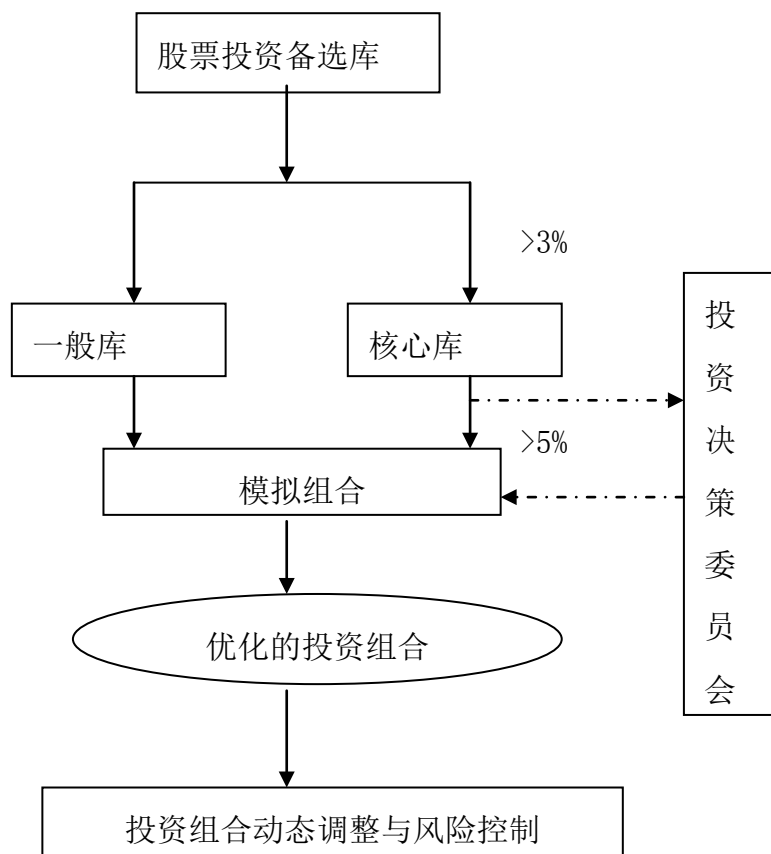 股票投资备选库
>3%
一般库
核心库
投资决策委员会
>5%
模拟组合
优化的投资组合
投资组合动态调整与风险控制